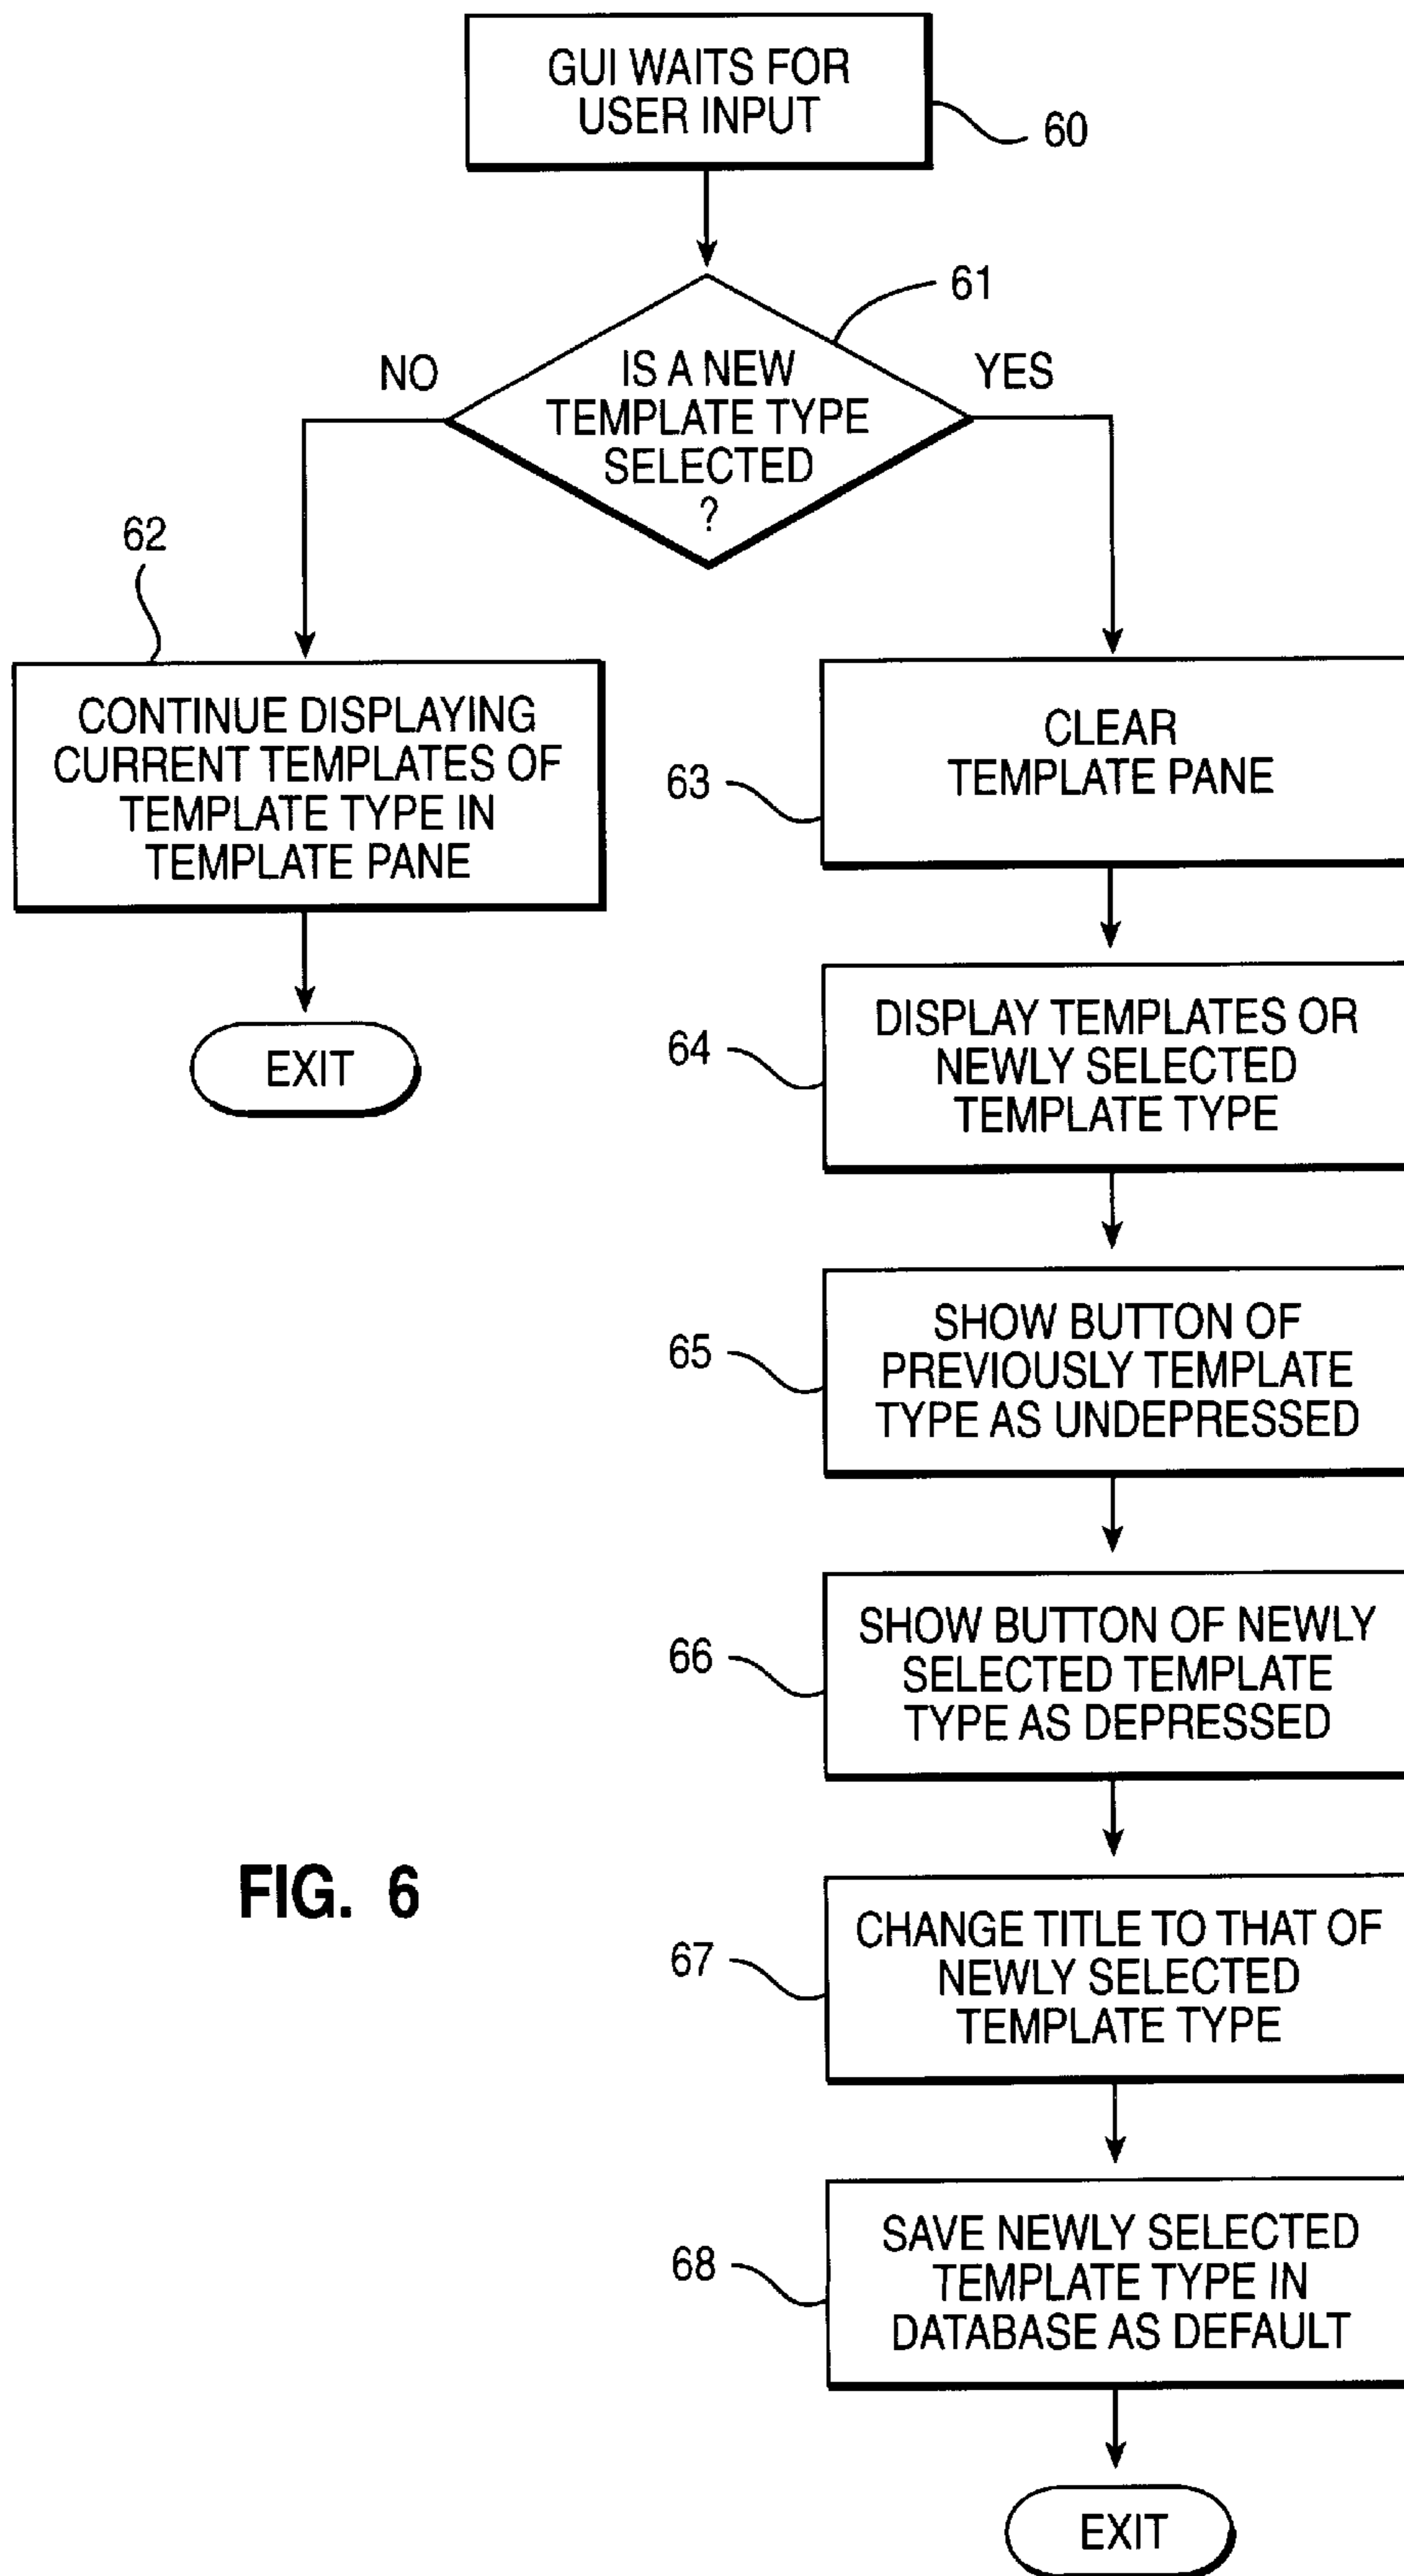 GUI WAITS FOR
USER INPUT
60
61
IS A NEW
TEMPLATE TYPE
SELECTED
?
NO
YES
62
CONTINUE DISPLAYING
CURRENT TEMPLATES OF
TEMPLATE TYPE IN
TEMPLATE PANE
EXIT
63
CLEAR
TEMPLATE PANE
64
DISPLAY TEMPLATES OR
NEWLY SELECTED
TEMPLATE TYPE
65
SHOW BUTTON OF
PREVIOUSLY TEMPLATE
TYPE AS UNDEPRESSED
66
SHOW BUTTON OF NEWLY
SELECTED TEMPLATE
TYPE AS DEPRESSED
67
CHANGE TITLE TO THAT OF
NEWLY SELECTED
TEMPLATE TYPE
68
SAVE NEWLY SELECTED
TEMPLATE TYPE IN
DATABASE AS DEFAULT
EXIT
FIG. 6